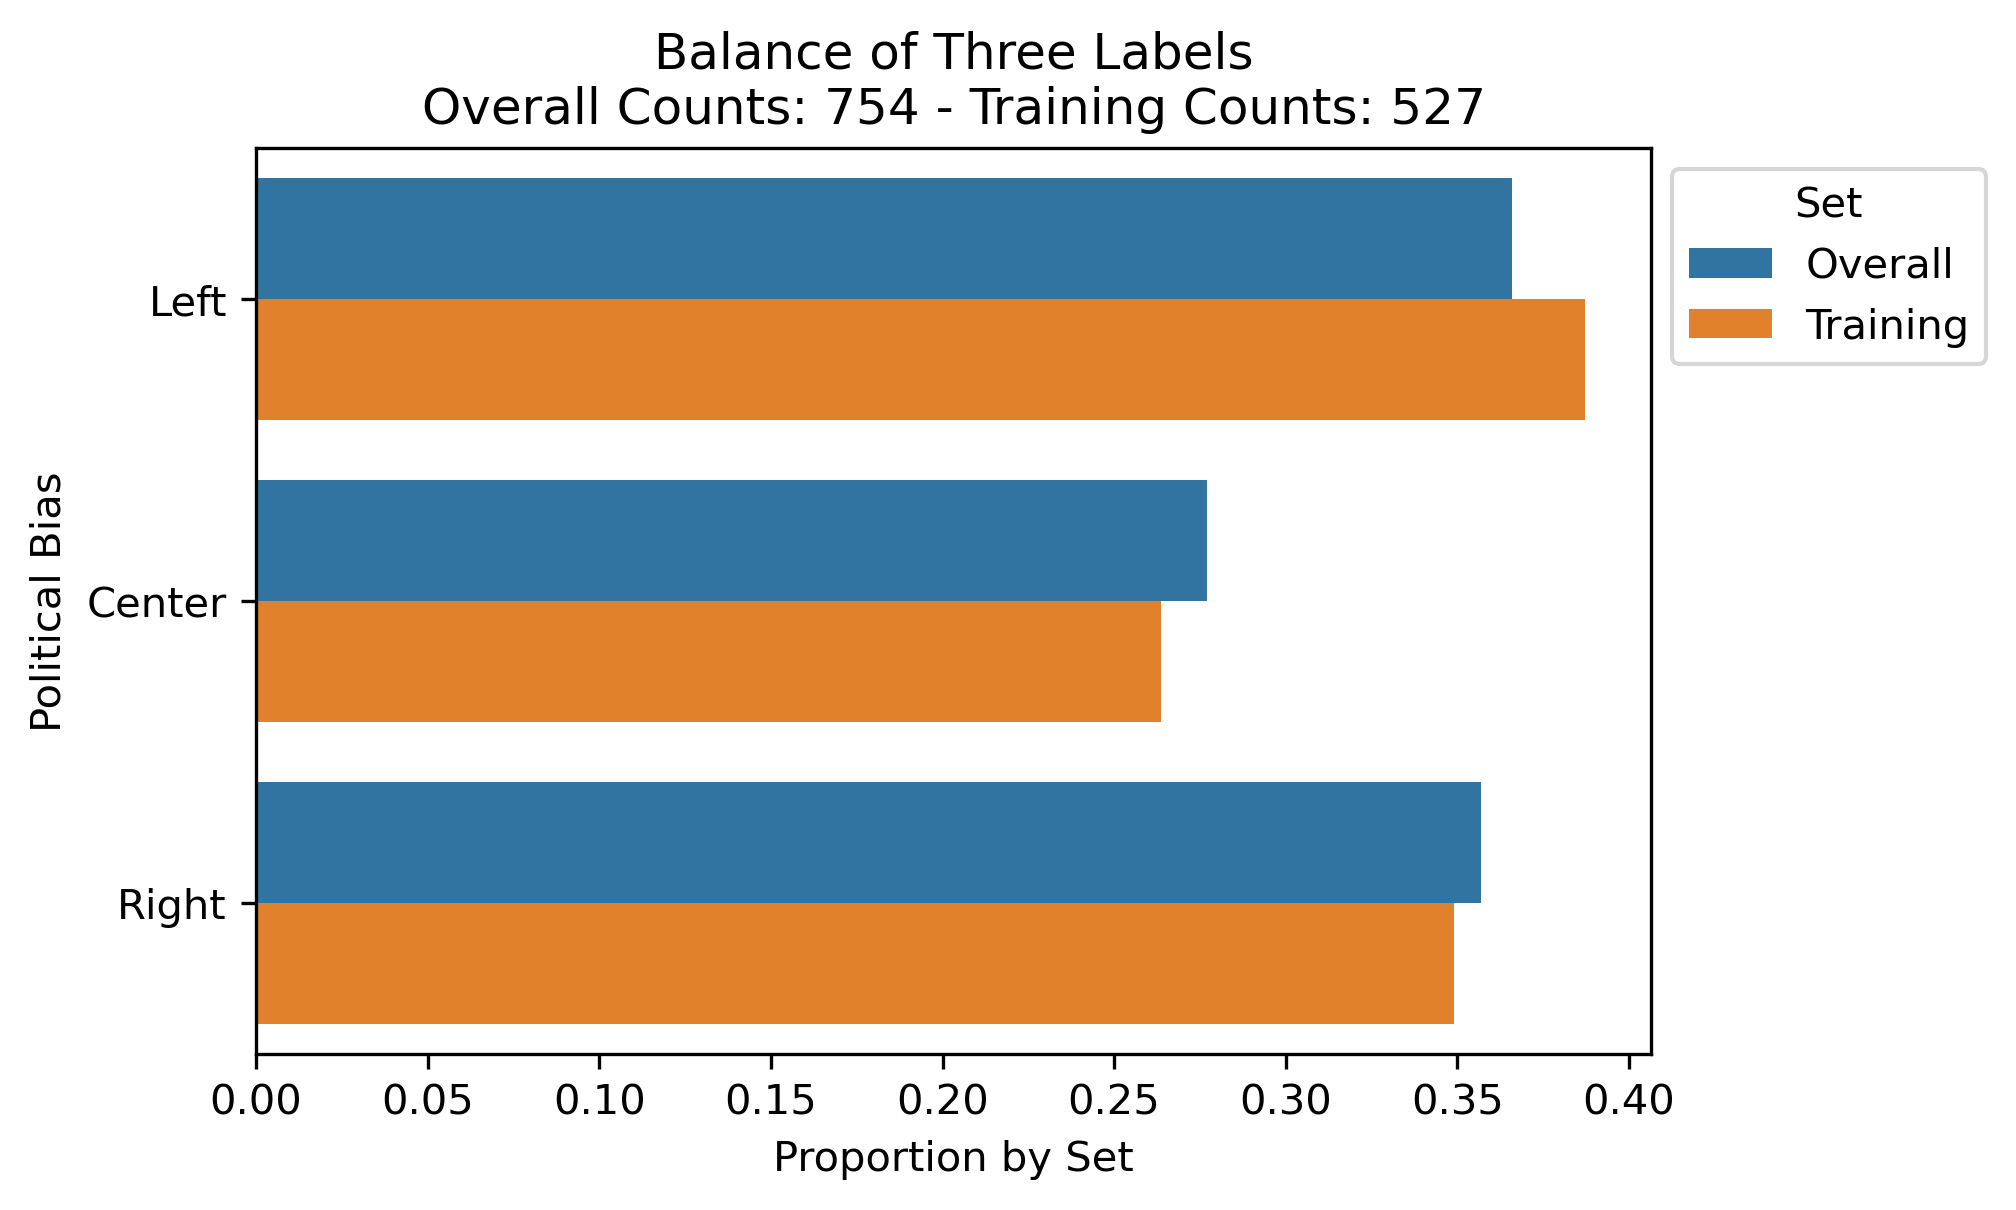 Balance of Three Labels
Overall Counts: 754 - Training Counts: 527
Set
Overall
Training
Political Bias
Left
Center
Right
0.00 0.05 0.10 0.15 0.20 0.25 0.30 0.35 0.40
Proportion by Set